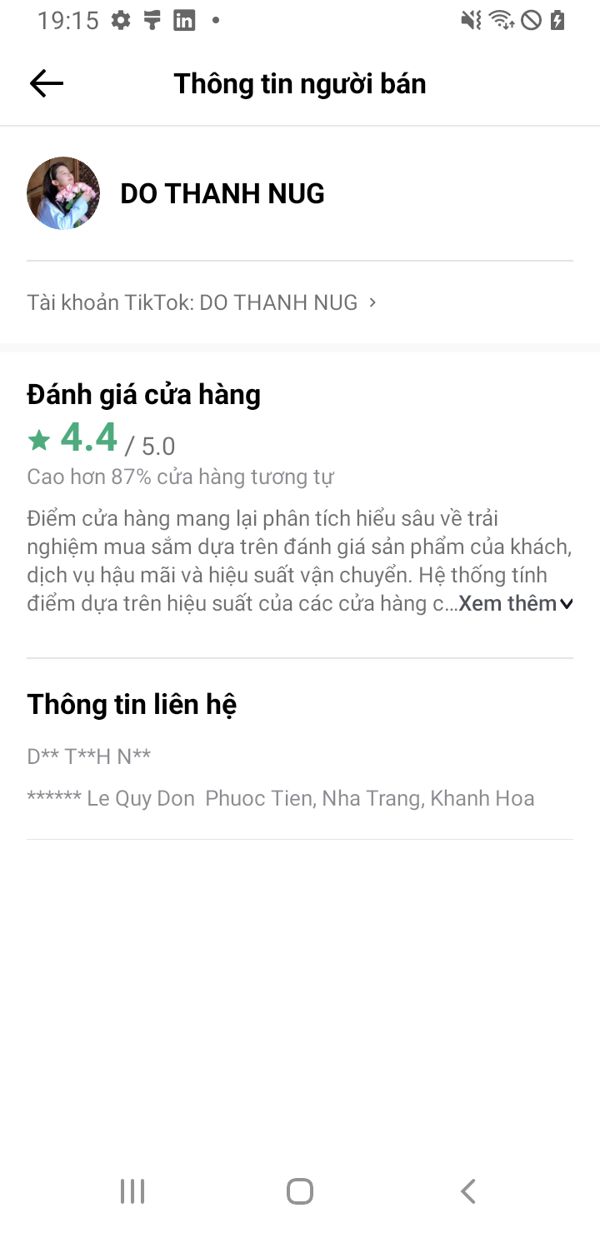 19:15
Thông tin người bán
DO THANH NUG
Tài khoản TikTok: DO THANH NUG >
Đánh giá cửa hàng
4.4 / 5.0
Cao hơn 87% cửa hàng tương tự
Điểm cửa hàng mang lại phân tích hiểu sâu về trải
nghiệm mua sắm dựa trên đánh giá sản phẩm của khách,
dịch vụ hậu mãi và hiệu suất vận chuyển. Hệ thống tính
điểm dựa trên hiệu suất của các cửa hàng c...Xem thêm
Thông tin liên hệ
D** T**H N**
****** Le Quy Don  Phuoc Tien, Nha Trang, Khanh Hoa